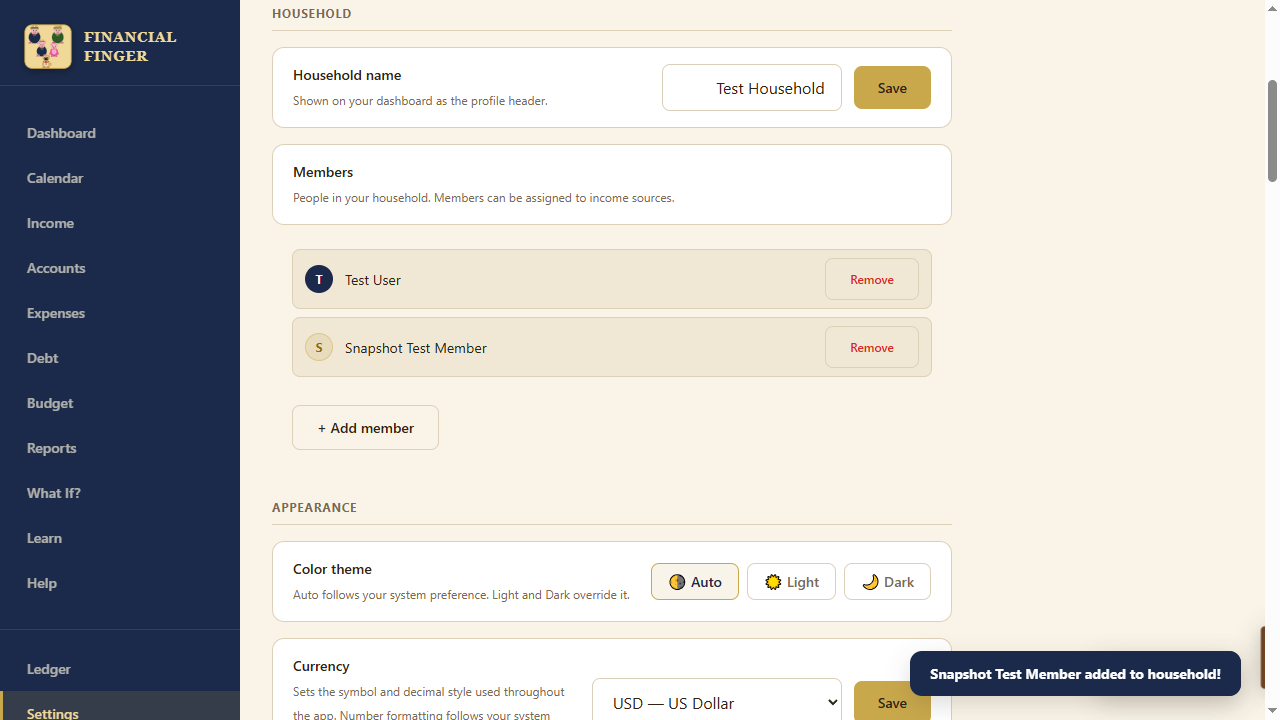 FINANCIAL
FINGER
Dashboard
Calendar
Income
Accounts
Expenses
Debt
Budget
Reports
What If?
Learn
Help
Ledger
Settings
HOUSEHOLD
Household name
Shown on your dashboard as the profile header.
Test Household
Save
Members
People in your household. Members can be assigned to income sources.
T
Test User
Remove
S
Snapshot Test Member
Remove
+ Add member
APPEARANCE
Color theme
Auto follows your system preference. Light and Dark override it.
Auto
Light
Dark
Currency
Sets the symbol and decimal style used throughout
the app. Number formatting follows your system
USD — US Dollar
Save
Snapshot Test Member added to household!